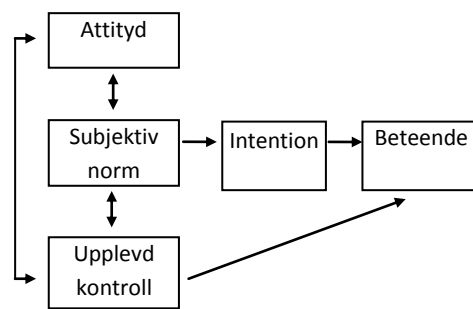 Attityd
Subjektiv
norm
Intention
Beteende
Upplevd
kontroll